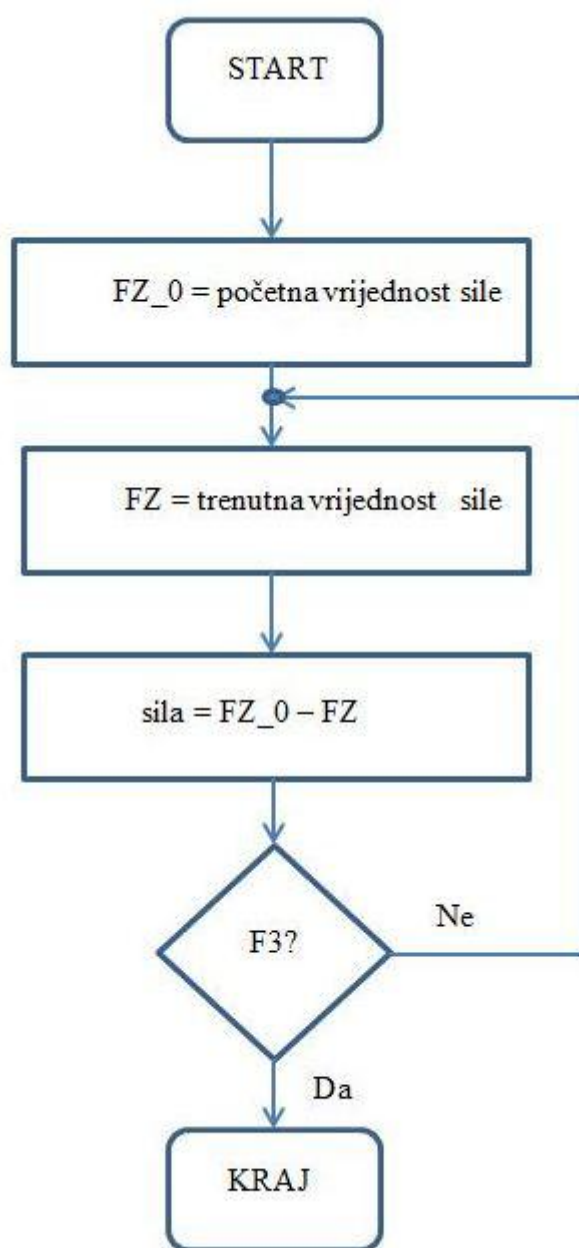 START
FZ_0 = početna vrijednost sile
FZ = trenutna vrijednost sile
sila = FZ_0 – FZ
F3?
Ne
Da
KRAJ